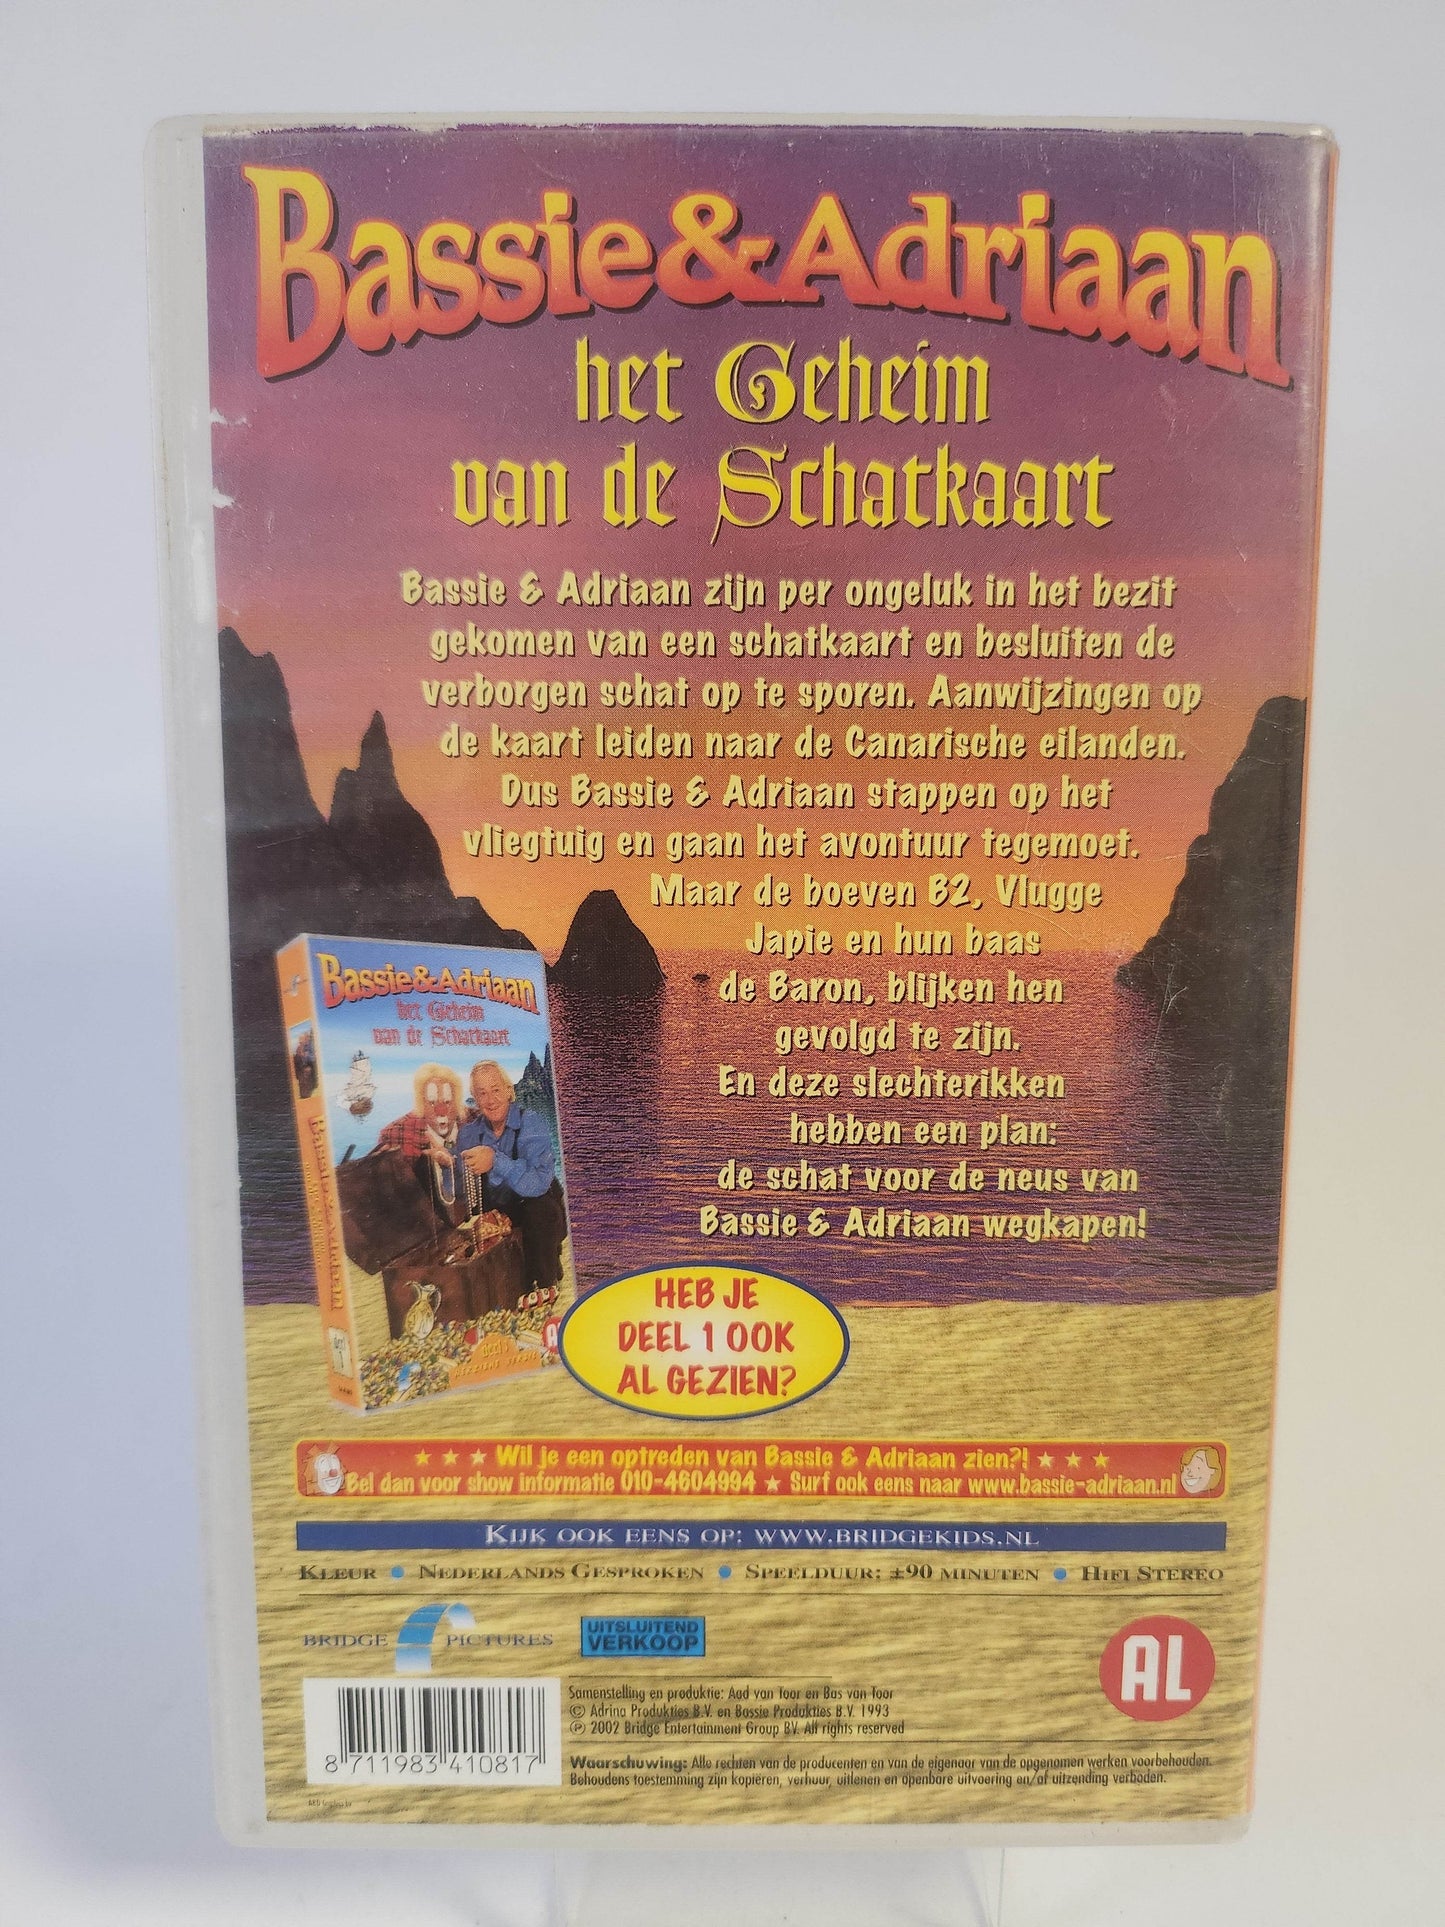 Bassie & Adriaan
het Geheim
van de Schatkaart
Bassie & Adriaan zijn per ongeluk in het bezit
gekomen van een schatkaart en besluiten de
verborgen schat op te sporen. Aanwijzingen op
de kaart leiden naar de Canarische eilanden.
Dus Bassie & Adriaan stappen op het
vliegtuig en gaan het avontuur tegemoet.
Maar de boeven B2, Vlugge
Japie en hun baas
de Baron, blijken hen
gevolgd te zijn.
En deze slechterikken
hebben een plan:
de schat voor de neus van
Bassie & Adriaan wegkapen!
Bassie & Adriaan
het Geheim
van de Schatkaart
Bassie & Adriaan
deel 1
HEB JE
DEEL 1 OOK
AL GEZIEN?
★ ★ ★ Wil je een optreden van Bassie & Adriaan zien?! ★ ★ ★
Bel dan voor show informatie 010-4604994 ★ Surf ook eens naar www.bassie-adriaan.nl
KIJK OOK EENS OP: WWW.BRIDGEKIDS.NL
KLEUR • NEDERLANDS GESPROKEN • SPEELDUUR: ±90 MINUTEN • HIFI STEREO
BRIDGE PICTURES
UITSLUITEND
VERKOOP
AL
Samenstelling en produktie: Aad van Toor en Bas van Toor
© Adrina Produkties B.V. en Bassie Produkties B.V. 1993
℗ 2002 Bridge Entertainment Group BV. All rights reserved
8 711983 410817
Waarschuwing: Alle rechten van de producenten en van de eigenaar van de opgenomen werken voorbehouden.
Behoudens toestemming zijn kopiëren, verhuur, uitlenen en openbare uitvoering en/of uitzending verboden.